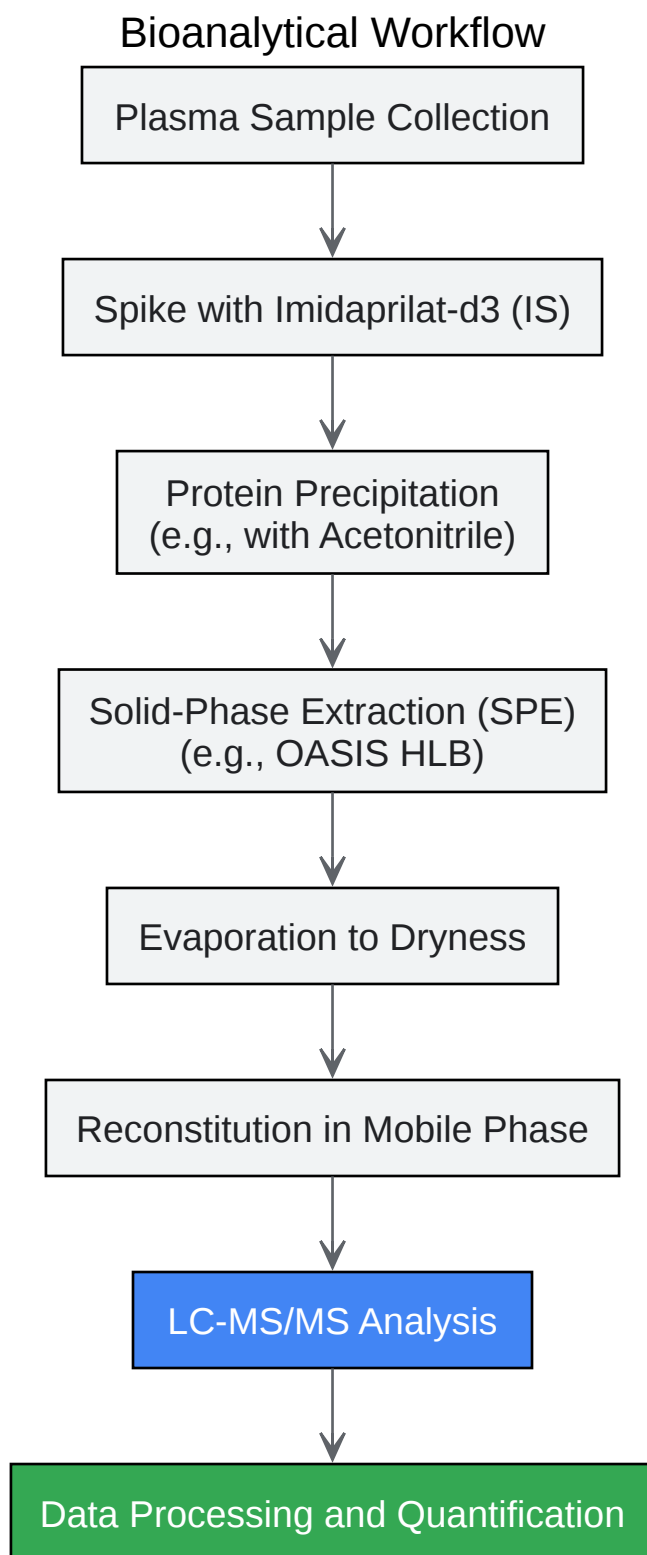 Bioanalytical Workflow
Plasma Sample Collection
Spike with Imidaprilat-d3 (IS)
Protein Precipitation
(e.g., with Acetonitrile)
Solid-Phase Extraction (SPE)
(e.g., OASIS HLB)
Evaporation to Dryness
Reconstitution in Mobile Phase
LC-MS/MS Analysis
Data Processing and Quantification